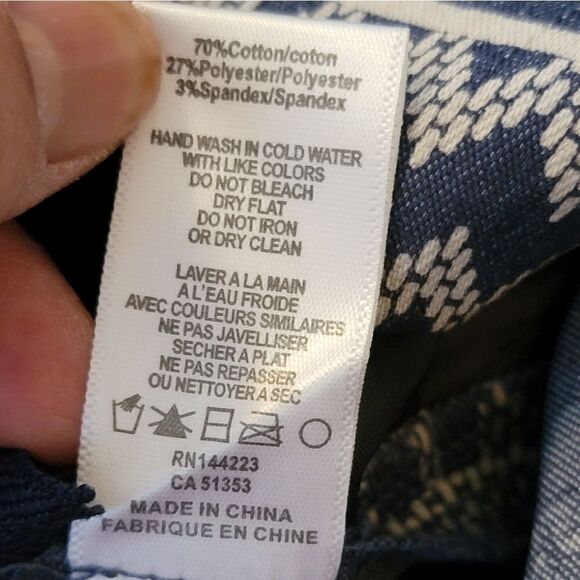 70%Cotton/coton
27%Polyester/Polyester
3%Spandex/Spandex
HAND WASH IN COLD WATER
WITH LIKE COLORS
DO NOT BLEACH
DRY FLAT
DO NOT IRON
OR DRY CLEAN
LAVER A LA MAIN
A L'EAU FROIDE
AVEC COULEURS SIMILAIRES
NE PAS JAVELLISER
SECHER A PLAT
NE PAS REPASSER
OU NETTOYER A SEC
RN144223
CA 51353
MADE IN CHINA
FABRIQUE EN CHINE